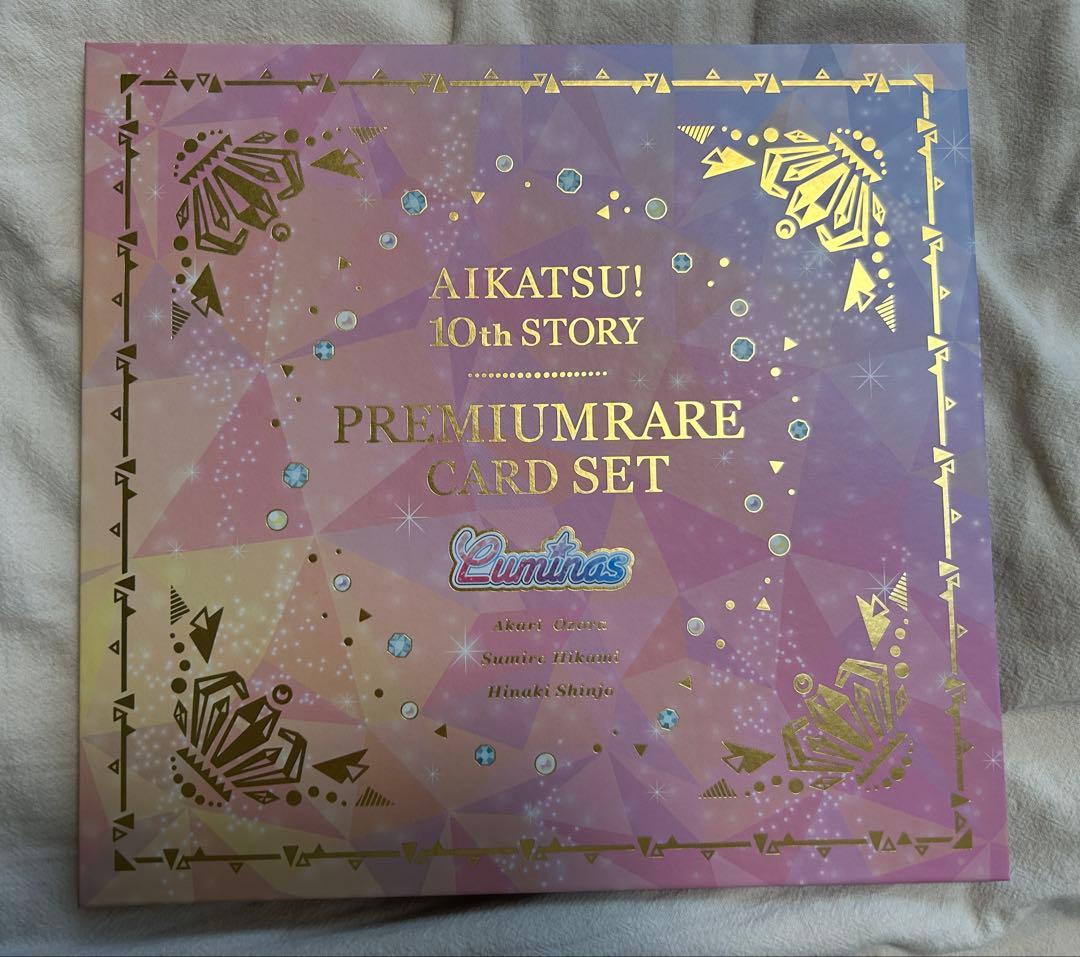 AIKATSU!
10th STORY
PREMIUMRARE
CARD SET
Luminas
Akari Ozora
Sumire Hikami
Hinaki Shinjo